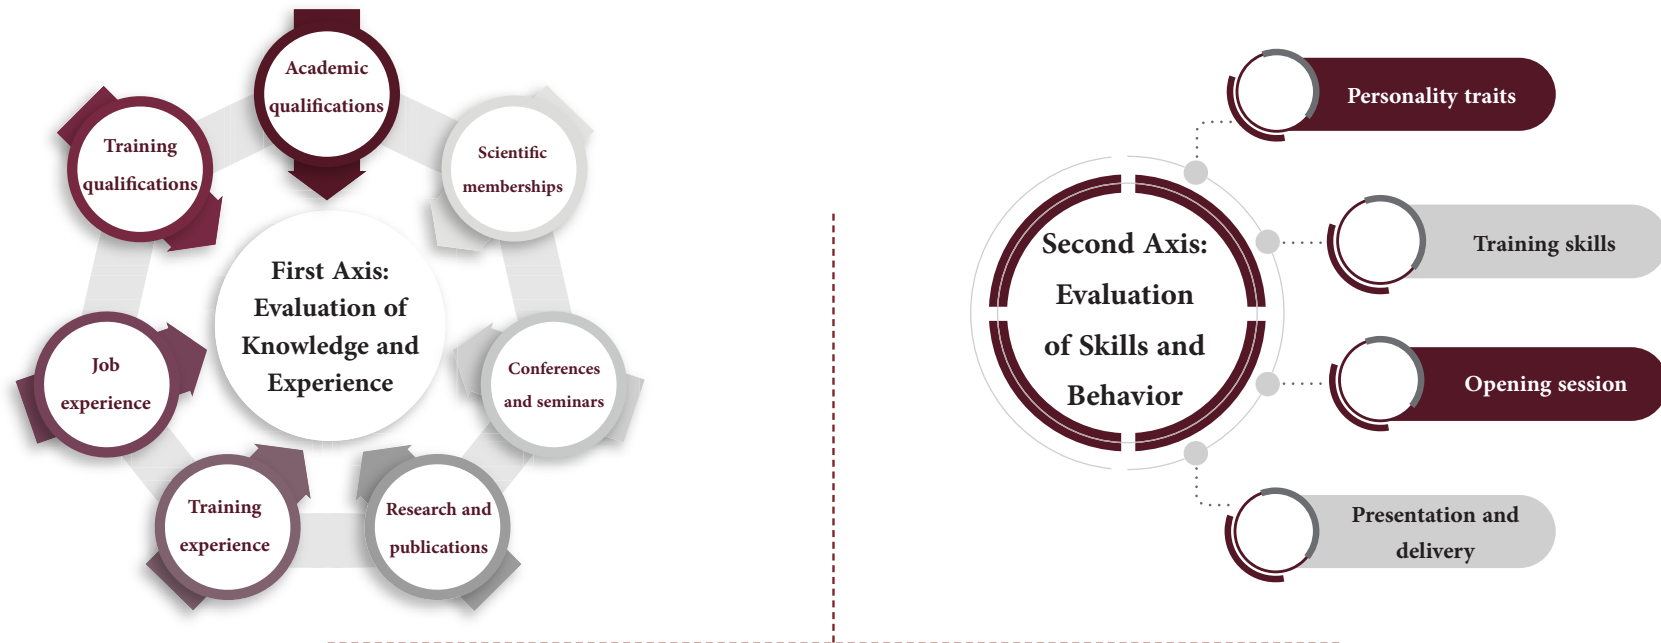 Academic
qualifications
Scientific
memberships
Conferences
and seminars
Research and
publications
Training
experience
Job
experience
Training
qualifications
First Axis:
Evaluation of
Knowledge and
Experience
Second Axis:
Evaluation
of Skills and
Behavior
Personality traits
Training skills
Opening session
Presentation and
delivery